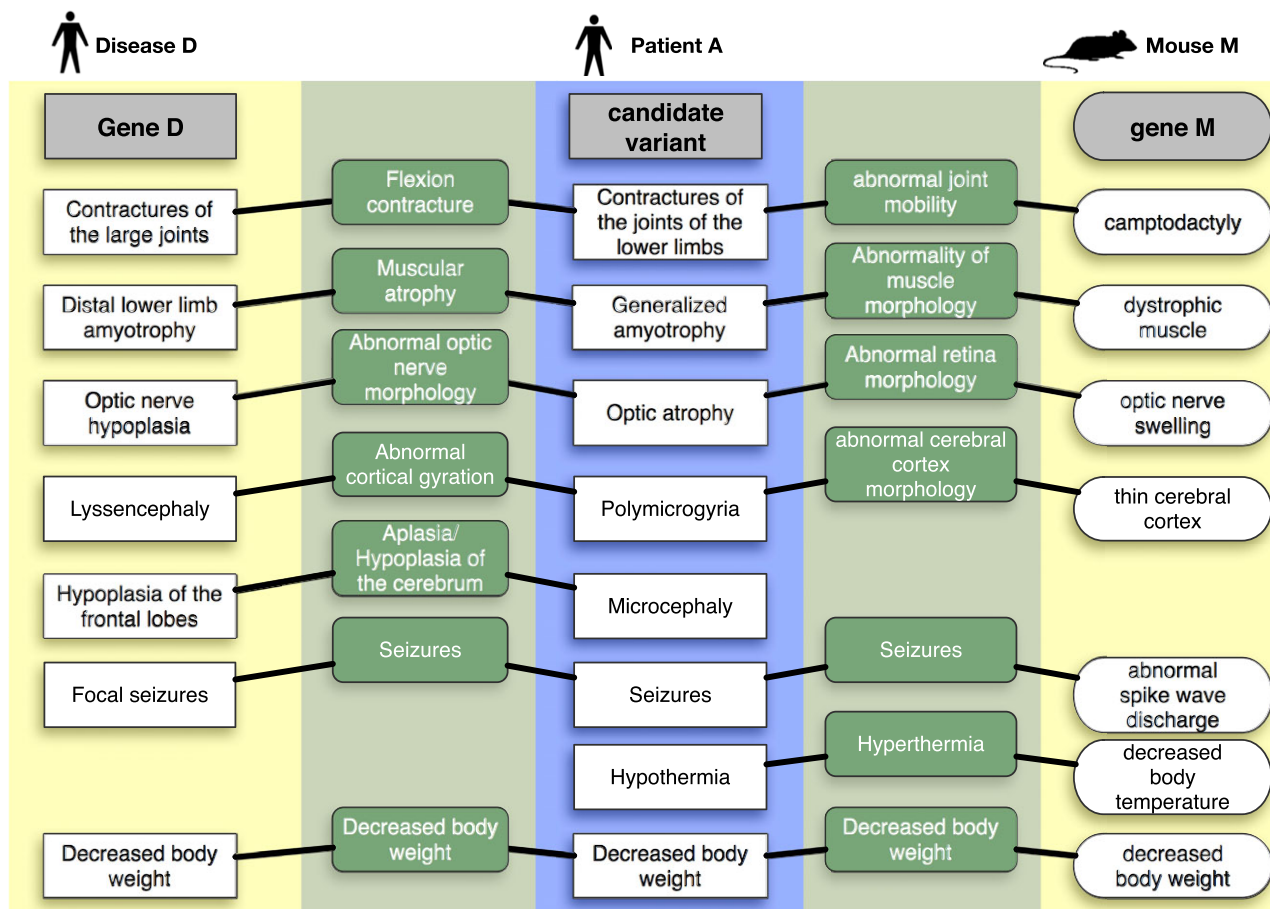 Disease D
Patient A
Mouse M
Gene D
candidate
variant
gene M
Flexion
contracture
abnormal joint
mobility
Contractures of
the large joints
Contractures of
the joints of the
lower limbs
camptodactyly
Muscular
atrophy
Abnormality of
muscle
morphology
Distal lower limb
amyotrophy
Generalized
amyotrophy
dystrophic
muscle
Abnormal optic
nerve
morphology
Abnormal retina
morphology
Optic nerve
hypoplasia
Optic atrophy
optic nerve
swelling
Abnormal
cortical gyration
abnormal cerebral
cortex
morphology
Lyssencephaly
Polymicrogyria
thin cerebral
cortex
Aplasia/
Hypoplasia of
the cerebrum
Hypoplasia of the
frontal lobes
Microcephaly
Seizures
Seizures
Focal seizures
Seizures
abnormal
spike wave
discharge
Hyperthermia
Hypothermia
decreased
body
temperature
Decreased body
weight
Decreased body
weight
Decreased body
weight
Decreased body
weight
decreased
body weight